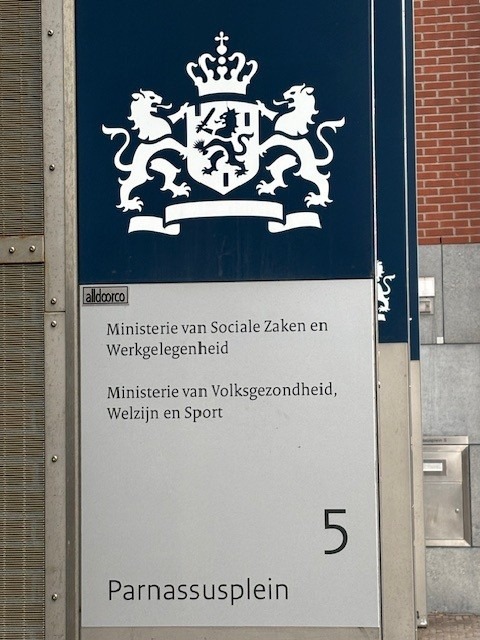 alldoorco
Ministerie van Sociale Zaken en
Werkgelegenheid
Ministerie van Volksgezondheid,
Welzijn en Sport
5
Parnassusplein